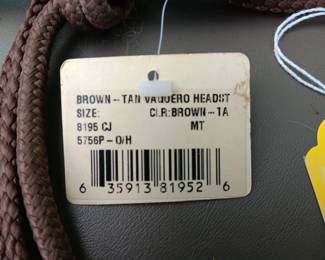 BROWN-TAN VAQUERO HEADST
SIZE: CLR:BROWN-TA
8195 CJ MT
5756P-O/H
6 35913 81952 6